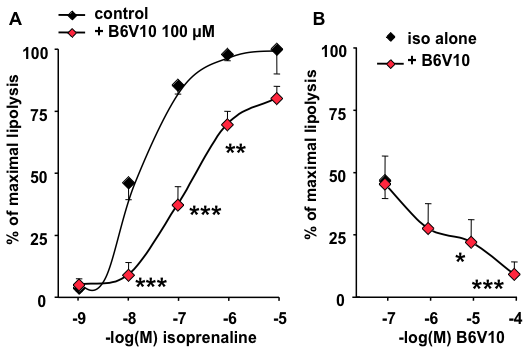 A
control
+ B6V10 100 µM
% of maximal lipolysis
100
75
50
25
0
**
***
***
-9 -8 -7 -6 -5
-log(M) isoprenaline
B
iso alone
+ B6V10
% of maximal lipolysis
100
75
50
25
0
*
***
-7 -6 -5 -4
-log(M) B6V10